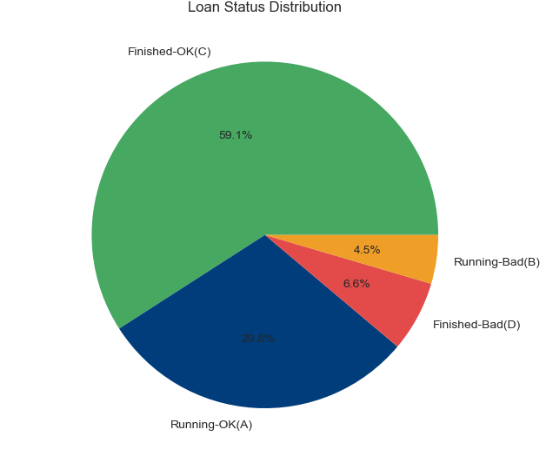 Loan Status Distribution
Finished-OK(C)
59.1%
4.5%
Running-Bad(B)
6.6%
Finished-Bad(D)
29.8%
Running-OK(A)